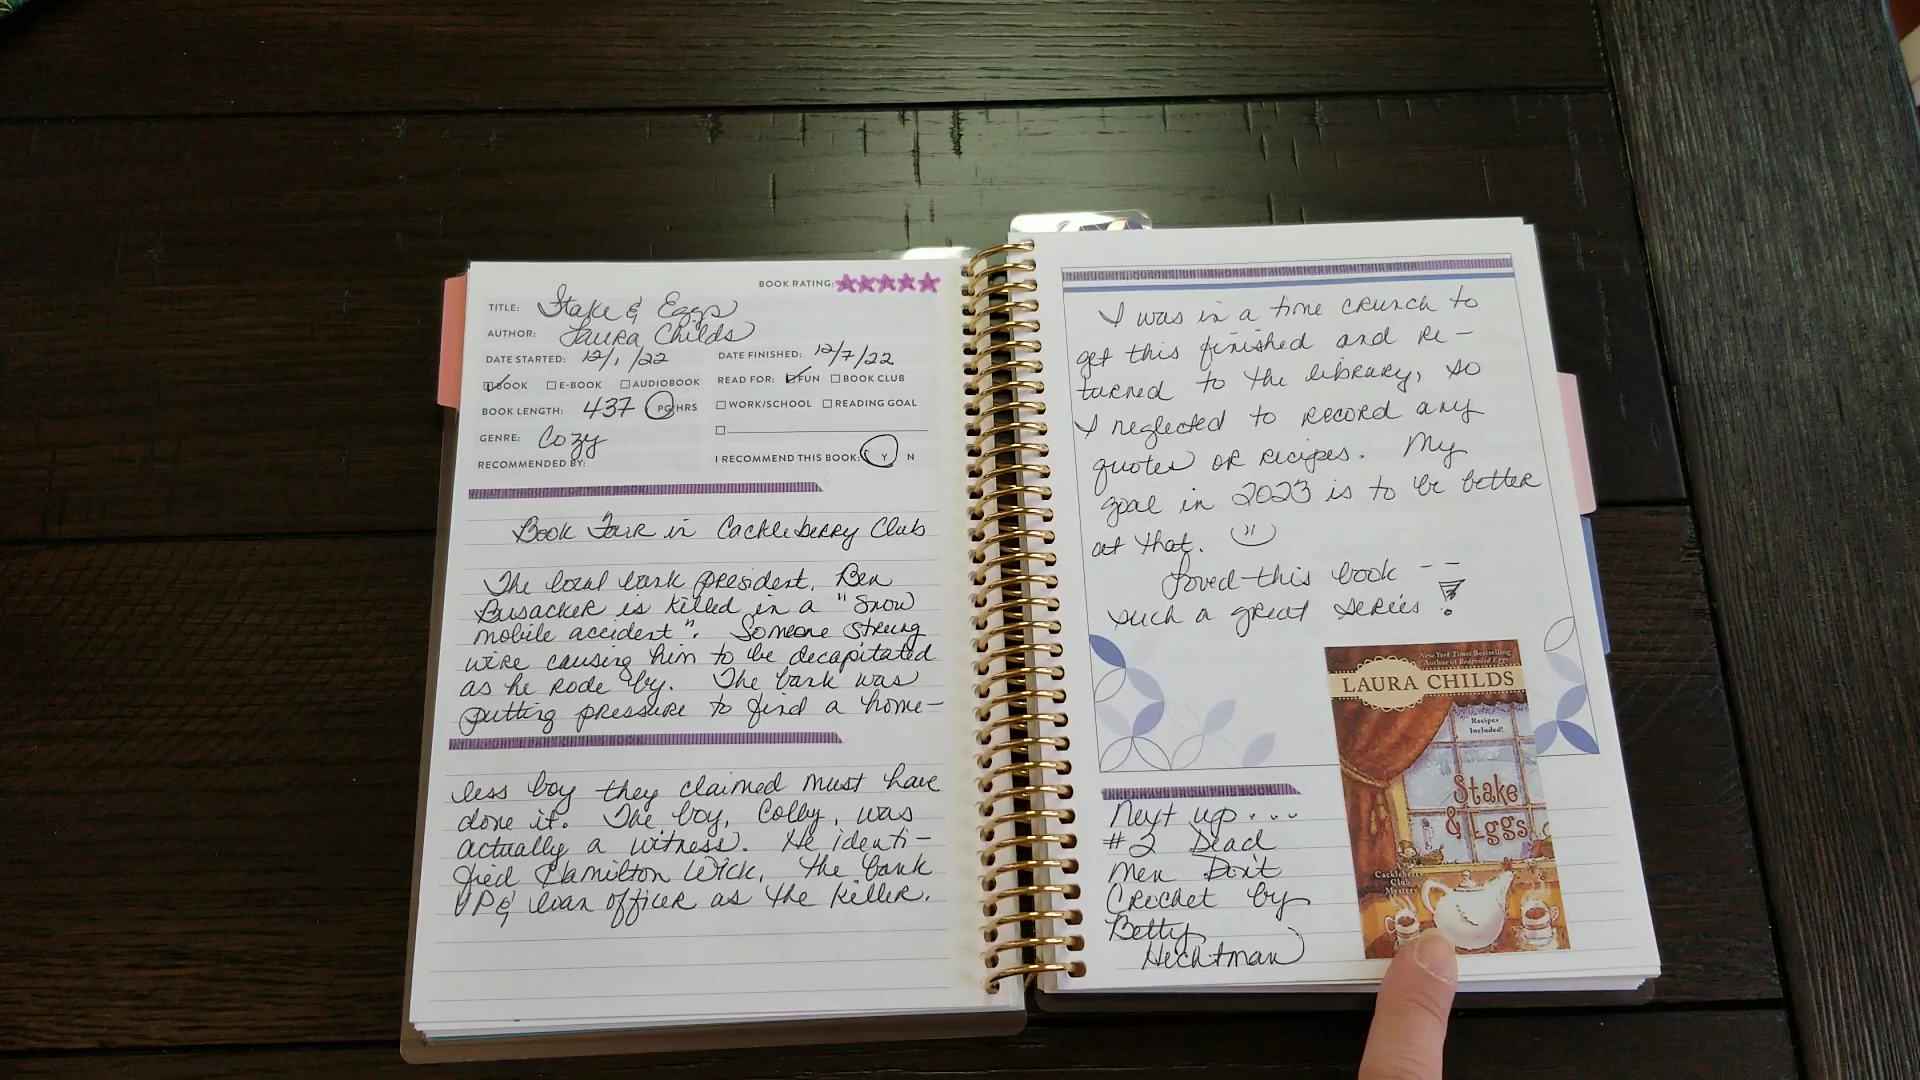 BOOK RATING:
TITLE: Stake & Eggs
AUTHOR: Laura Childs
DATE STARTED: 12/1/22 DATE FINISHED: 12/7/22
BOOK E-BOOK AUDIOBOOK READ FOR: FUN BOOK CLUB
BOOK LENGTH: 437 PG/HRS WORK/SCHOOL READING GOAL
GENRE: Cozy
RECOMMENDED BY: I RECOMMEND THIS BOOK: Y N
Book Fair in Cackleberry Club
The local bank president, Ben
Busacker is killed in a "snow
mobile accident". Someone strung
wire causing him to be decapitated
as he rode by. The bank was
putting pressure to find a home-
less boy they claimed must have
done it. The boy, Colby, was
actually a witness. He identi-
fied Hamilton Wick, the bank
VP & loan officer as the killer.
I was in a time crunch to
get this finished and re-
turned to the library, so
I neglected to record any
quotes or recipes. My
goal in 2023 is to be better
at that.
Loved this book --
such a great series!
New York Times Bestselling
Author of Bedeviled Eggs
LAURA CHILDS
Recipes
Included!
Stake
& Eggs
A
Cackleberry
Club
Mystery
Next up...
#2 Dead
Men Don't
Crochet by
Betty
Hechtman